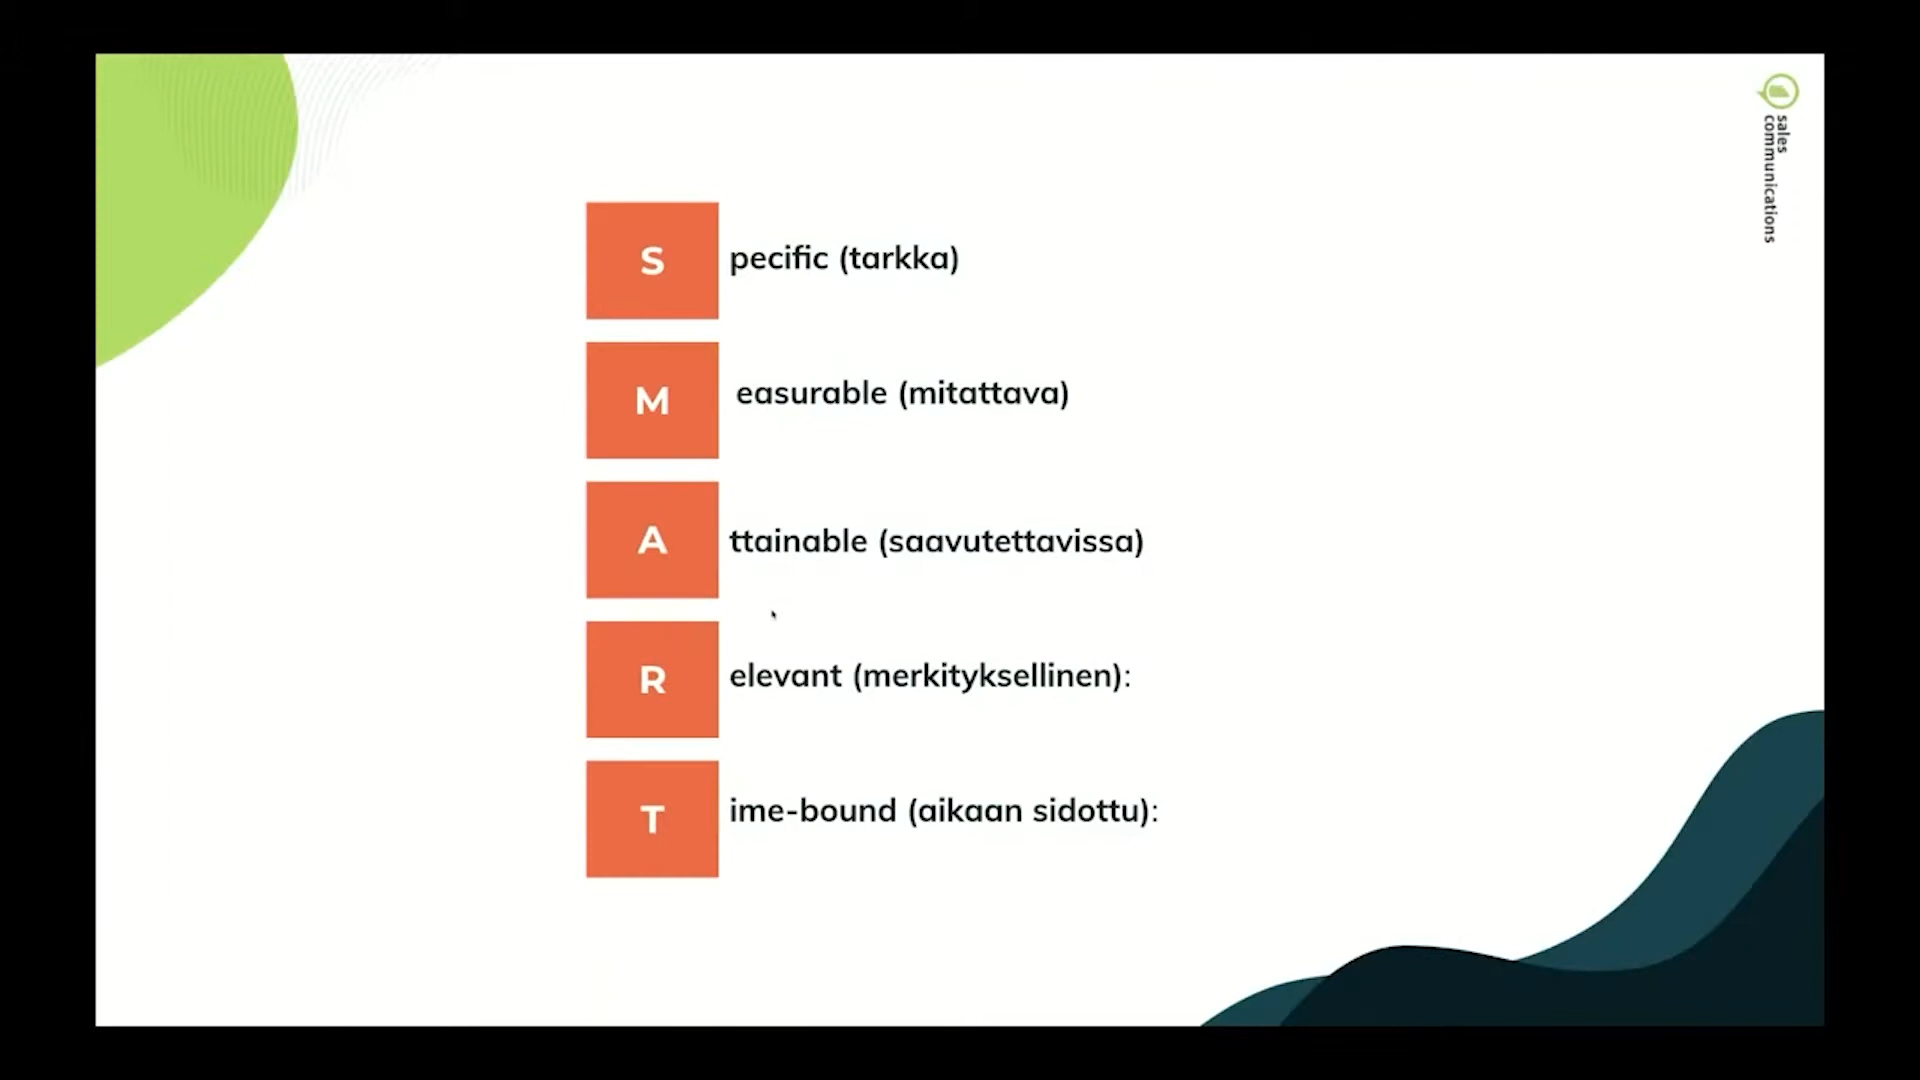 S pecific (tarkka)
M easurable (mitattava)
A ttainable (saavutettavissa)
R elevant (merkityksellinen):
T ime-bound (aikaan sidottu):
sales
communications